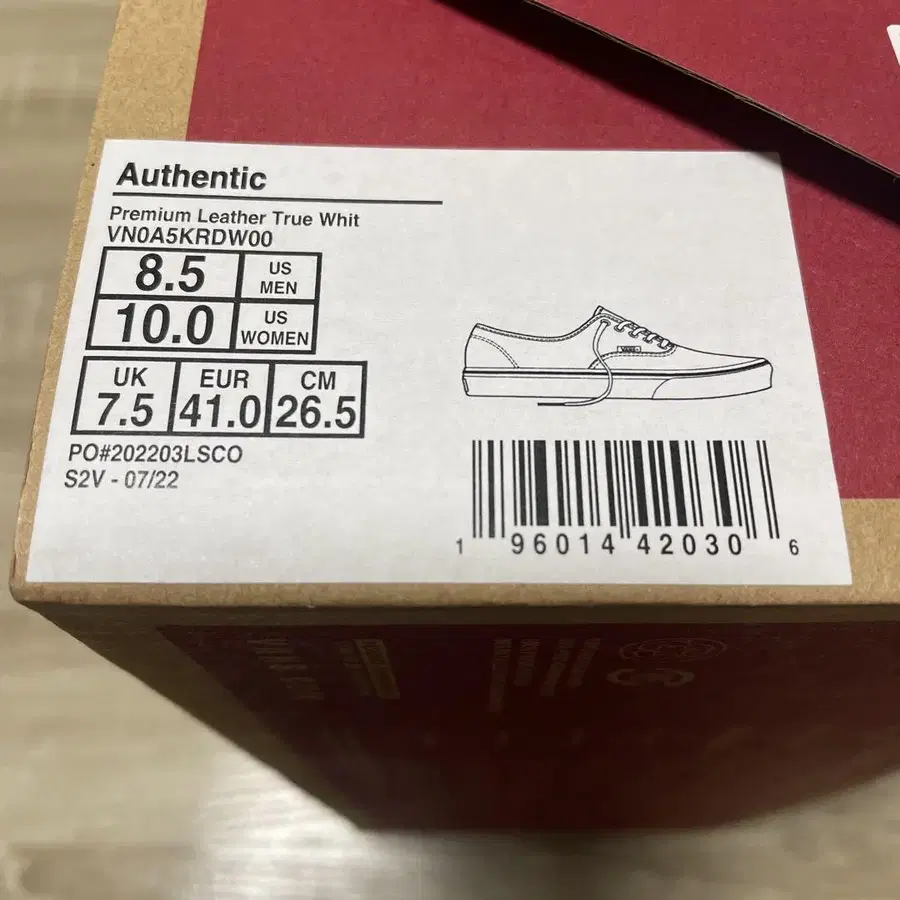 Authentic
Premium Leather True Whit
VN0A5KRDW00
8.5 US MEN
10.0 US WOMEN
UK EUR CM
7.5 41.0 26.5
PO#202203LSCO
S2V - 07/22
VANS
1 96014 42030 6